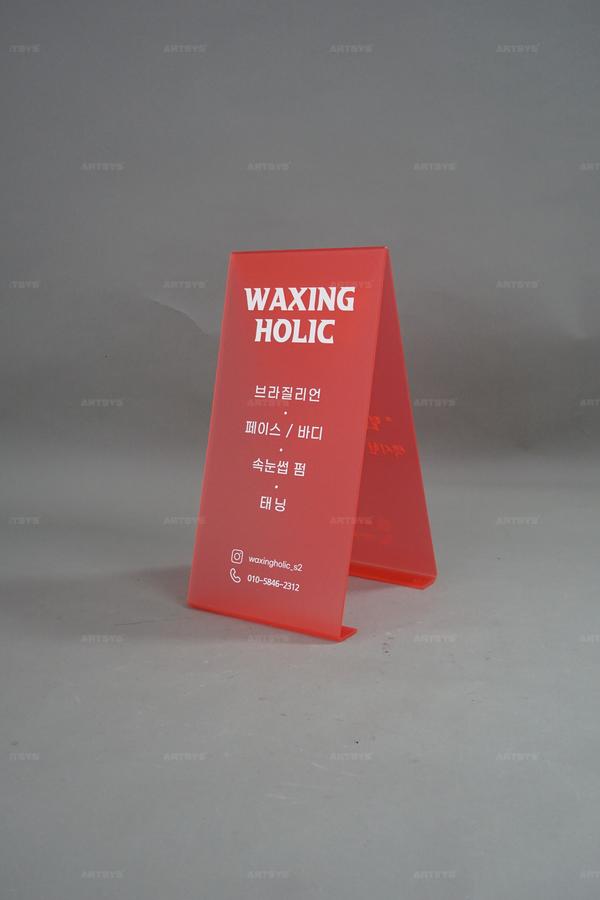 WAXING
HOLIC
브라질리언
페이스 / 바디
속눈썹 펌
태닝
waxingholic_s2
010-5846-2312
ARTSYS